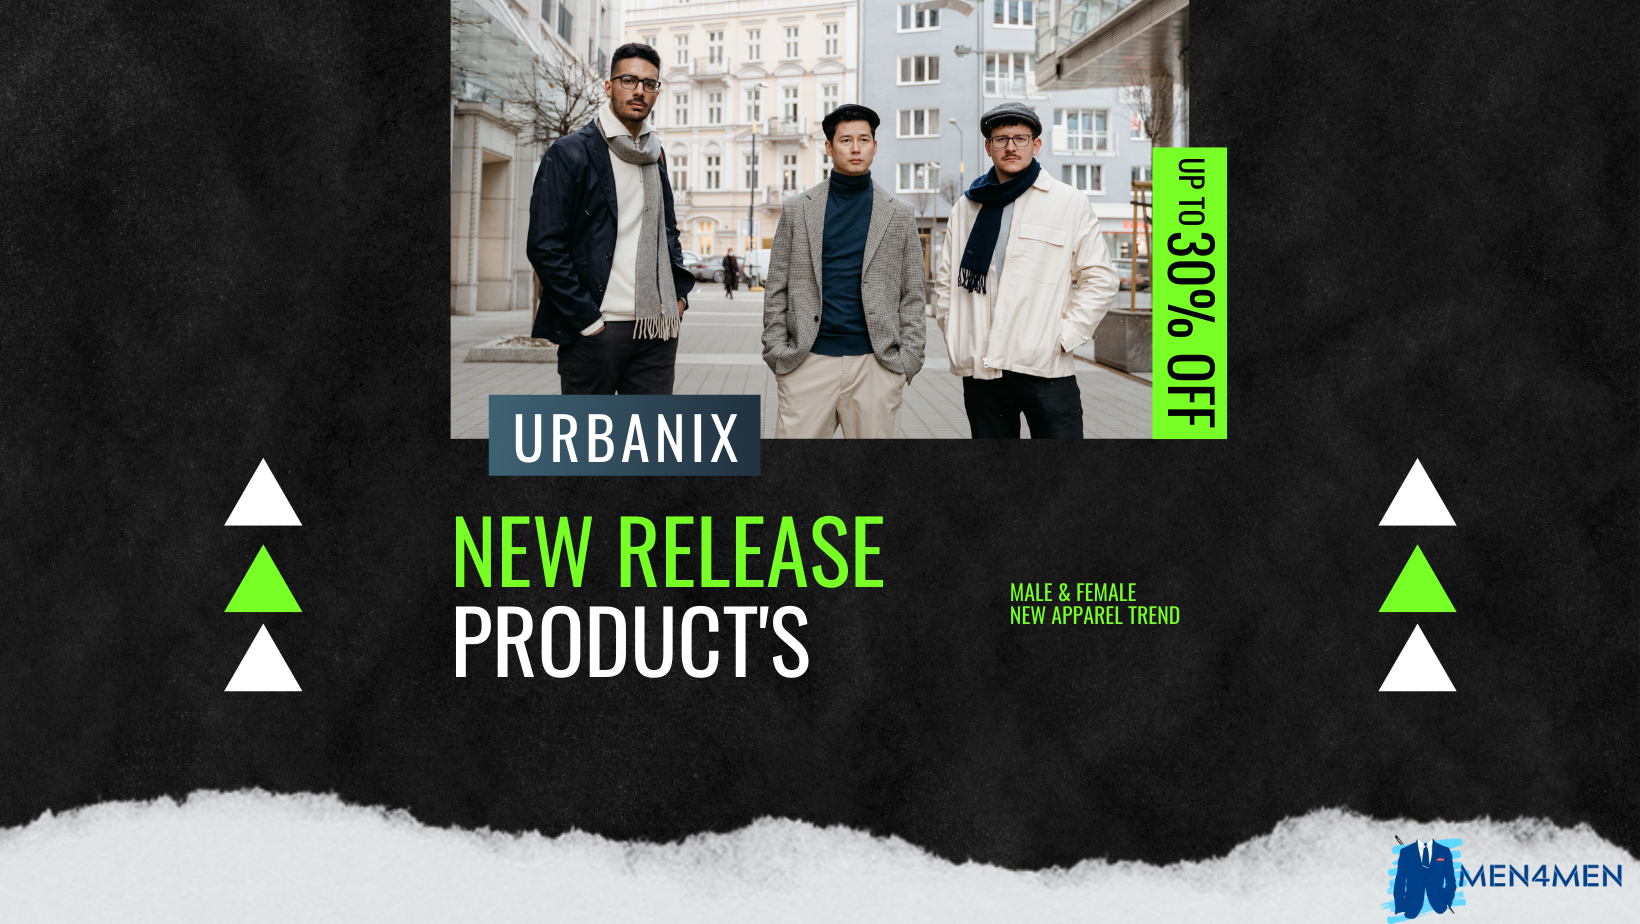 UP TO 30% OFF
URBANIX
NEW RELEASE
PRODUCT'S
MALE & FEMALE
NEW APPAREL TREND
MEN4MEN